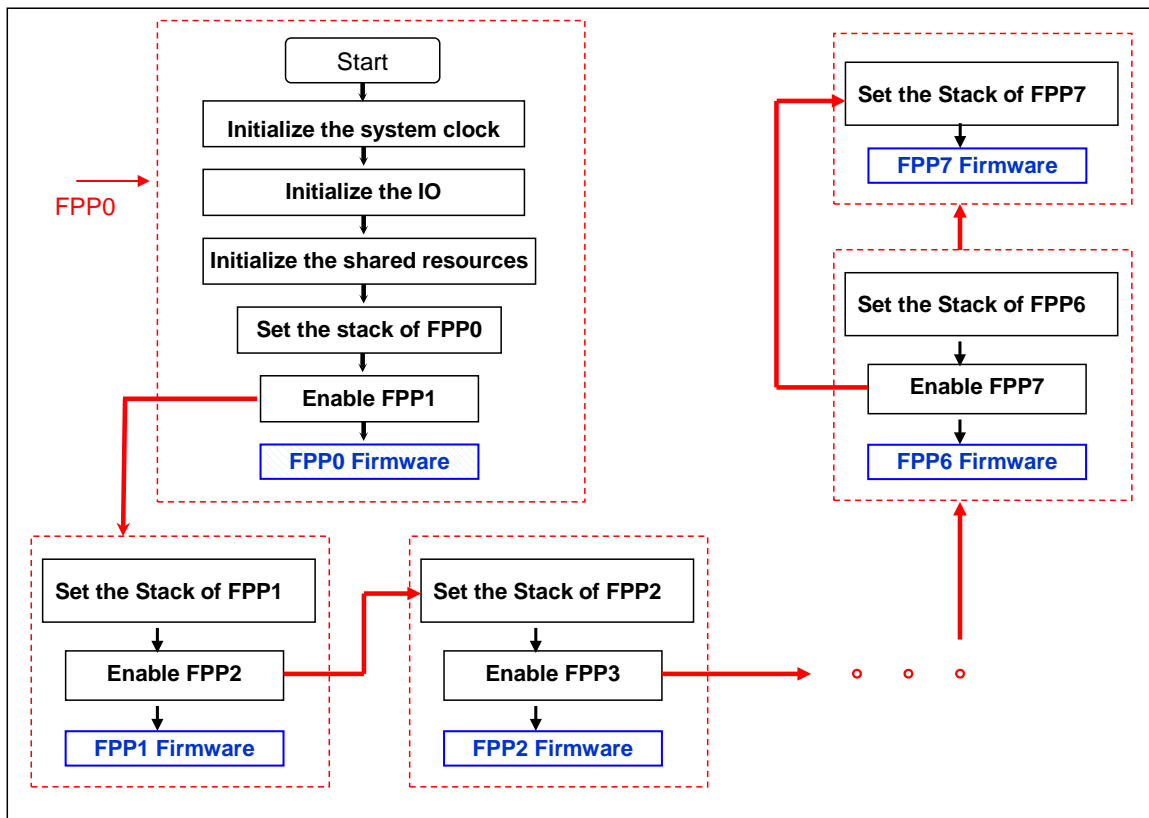 Start
Initialize the system clock
Initialize the IO
FPP0
Initialize the shared resources
Set the stack of FPP0
Enable FPP1
FPP0 Firmware
Set the Stack of FPP1
Enable FPP2
FPP1 Firmware
Set the Stack of FPP2
Enable FPP3
FPP2 Firmware
Set the Stack of FPP6
Enable FPP7
FPP6 Firmware
Set the Stack of FPP7
FPP7 Firmware